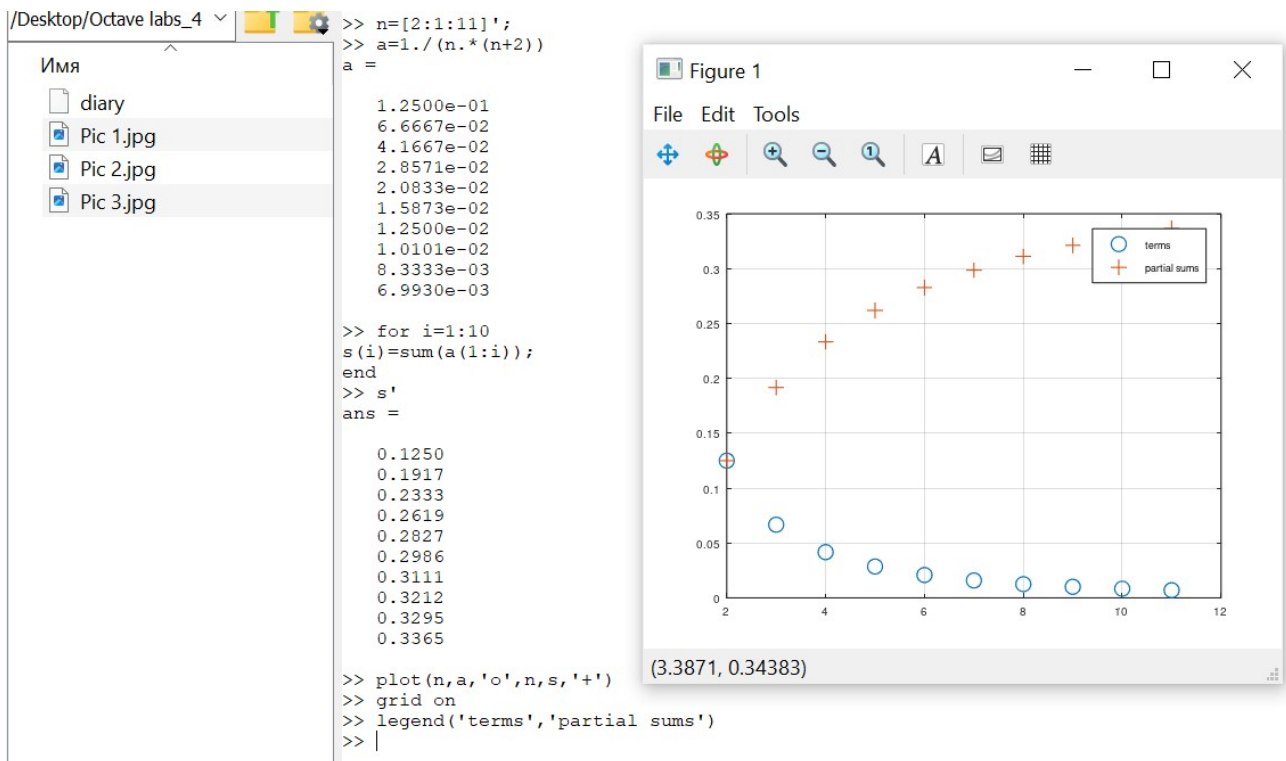 /Desktop/Octave labs_4
Имя
diary
Pic 1.jpg
Pic 2.jpg
Pic 3.jpg
>> n=[2:1:11]';
>> a=1./(n.*(n+2))
a =
1.2500e-01
6.6667e-02
4.1667e-02
2.8571e-02
2.0833e-02
1.5873e-02
1.2500e-02
1.0101e-02
8.3333e-03
6.9930e-03
>> for i=1:10
s(i)=sum(a(1:i));
end
>> s'
ans =
0.1250
0.1917
0.2333
0.2619
0.2827
0.2986
0.3111
0.3212
0.3295
0.3365
>> plot(n,a,'o',n,s,'+')
>> grid on
>> legend('terms','partial sums')
>>
Figure 1
File Edit Tools
A
0.35
0.3
0.25
0.2
0.15
0.1
0.05
0
2 4 6 8 10 12
terms
partial sums
(3.3871, 0.34383)